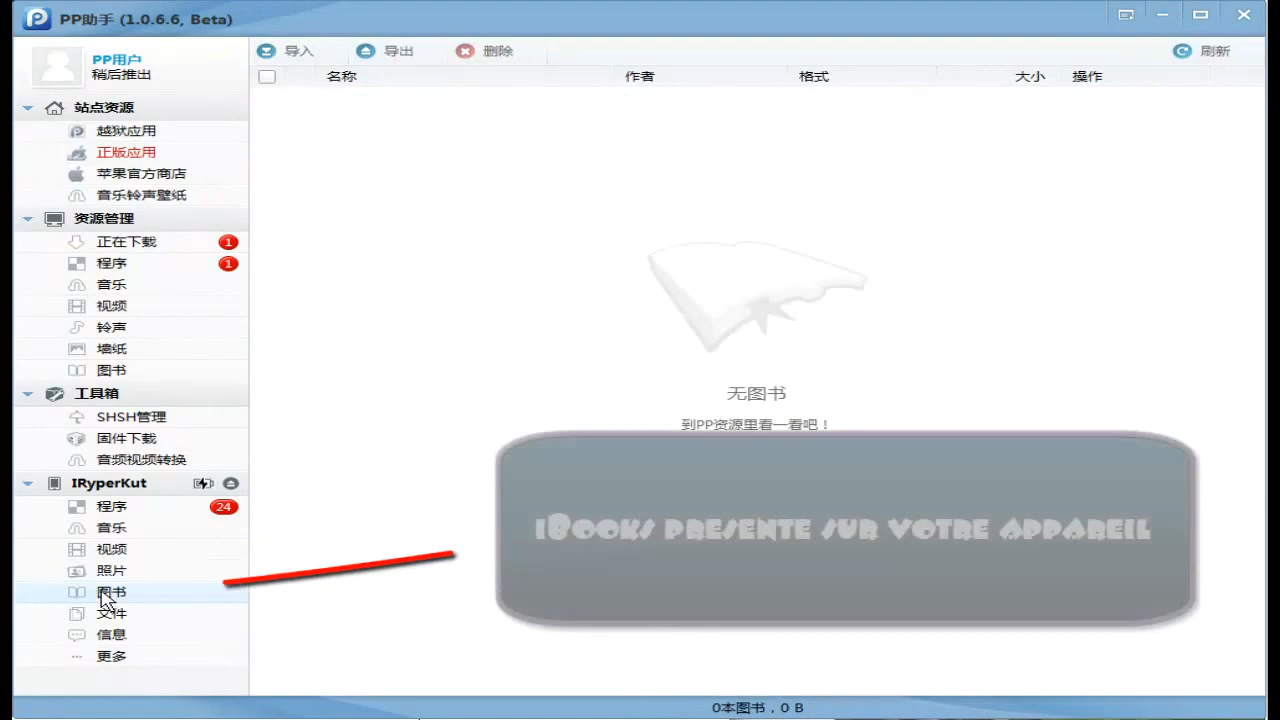 PP助手 (1.0.6.6, Beta)
PP用户
稍后推出
导入 导出 删除 刷新
名称 作者 格式 大小 操作
站点资源
越狱应用
正版应用
苹果官方商店
音乐铃声壁纸
资源管理
正在下载 1
程序 1
音乐
视频
铃声
墙纸
图书
工具箱
SHSH管理
固件下载
音频视频转换
IRyperKut
程序 24
音乐
视频
照片
图书
文件
信息
更多
无图书
到PP资源里看一看吧！
iBooks presente sur votre appareil
0本图书，0 B